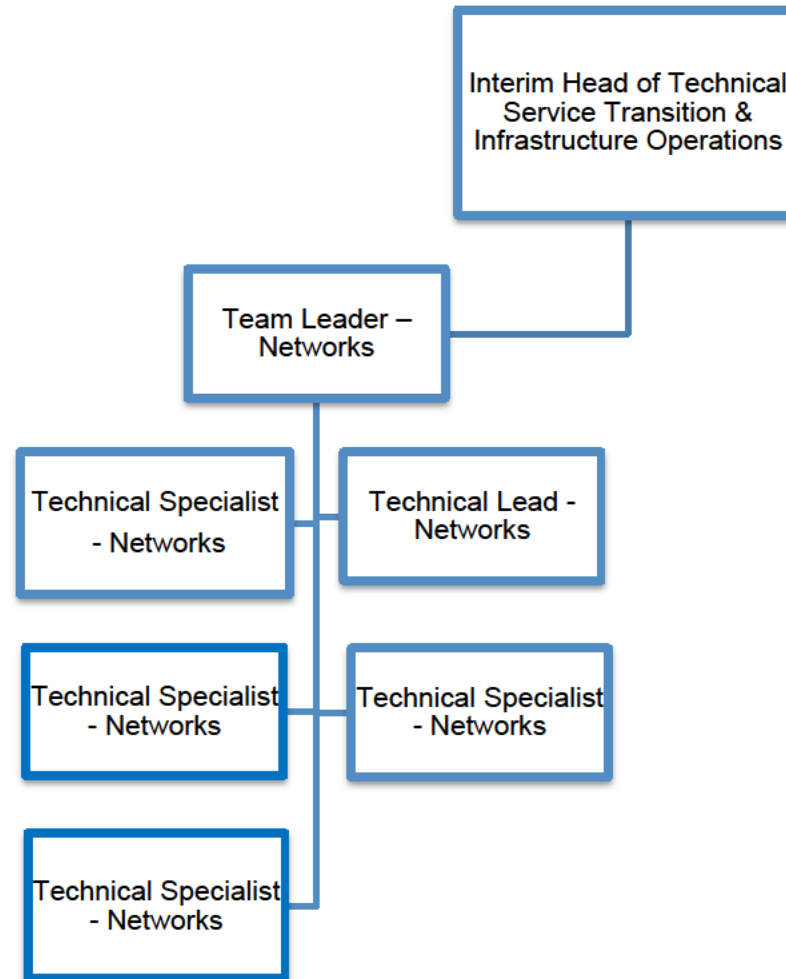 Interim Head of Technical
Service Transition &
Infrastructure Operations
Team Leader –
Networks
Technical Specialist
- Networks
Technical Lead -
Networks
Technical Specialist
- Networks
Technical Specialist
- Networks
Technical Specialist
- Networks